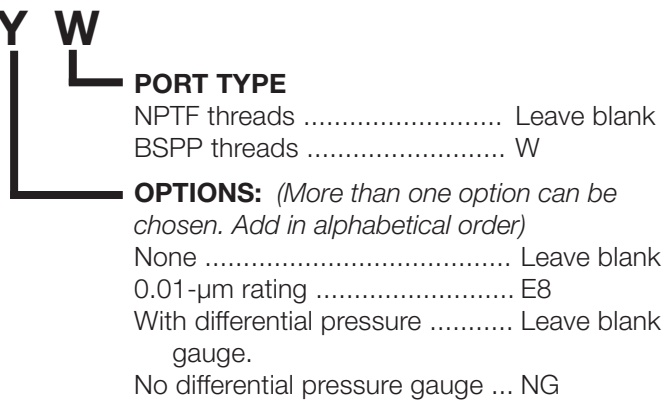 Y W
PORT TYPE
NPTF threads .......................... Leave blank
BSPP threads .......................... W
OPTIONS: (More than one option can be
chosen. Add in alphabetical order)
None ........................................ Leave blank
0.01-µm rating .......................... E8
With differential pressure ........... Leave blank
gauge.
No differential pressure gauge ... NG